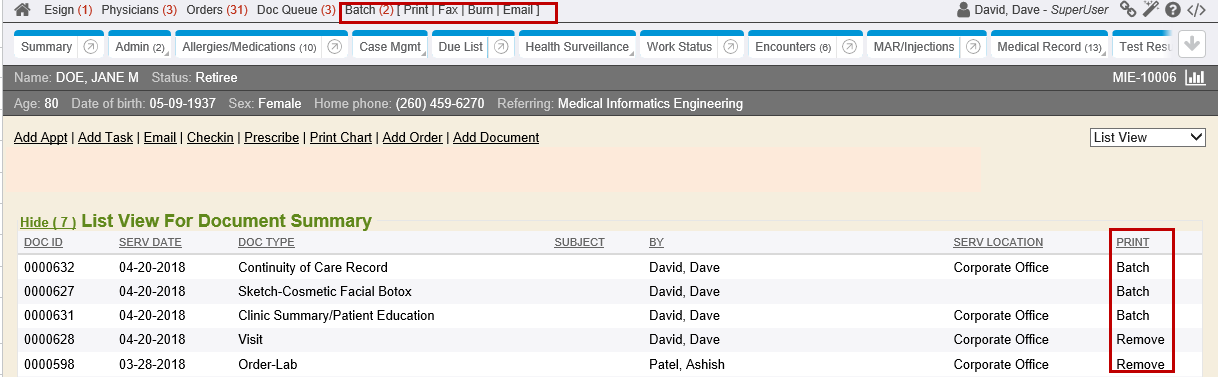 Esign (1) Physicians (3) Orders (31) Doc Queue (3) Batch (2) [ Print | Fax | Burn | Email ] David, Dave - SuperUser
Summary Admin (2) Allergies/Medications (10) Case Mgmt Due List Health Surveillance Work Status Encounters (6) MAR/Injections Medical Record (13) Test Resu
Name: DOE, JANE M Status: Retiree MIE-10006
Age: 80 Date of birth: 05-09-1937 Sex: Female Home phone: (260) 459-6270 Referring: Medical Informatics Engineering
Add Appt | Add Task | Email | Checkin | Prescribe | Print Chart | Add Order | Add Document List View
Hide ( 7 ) List View For Document Summary
DOC ID SERV DATE DOC TYPE SUBJECT BY SERV LOCATION PRINT
0000632 04-20-2018 Continuity of Care Record David, Dave Corporate Office Batch
0000627 04-20-2018 Sketch-Cosmetic Facial Botox David, Dave Batch
0000631 04-20-2018 Clinic Summary/Patient Education David, Dave Corporate Office Batch
0000628 04-20-2018 Visit David, Dave Corporate Office Remove
0000598 03-28-2018 Order-Lab Patel, Ashish Corporate Office Remove